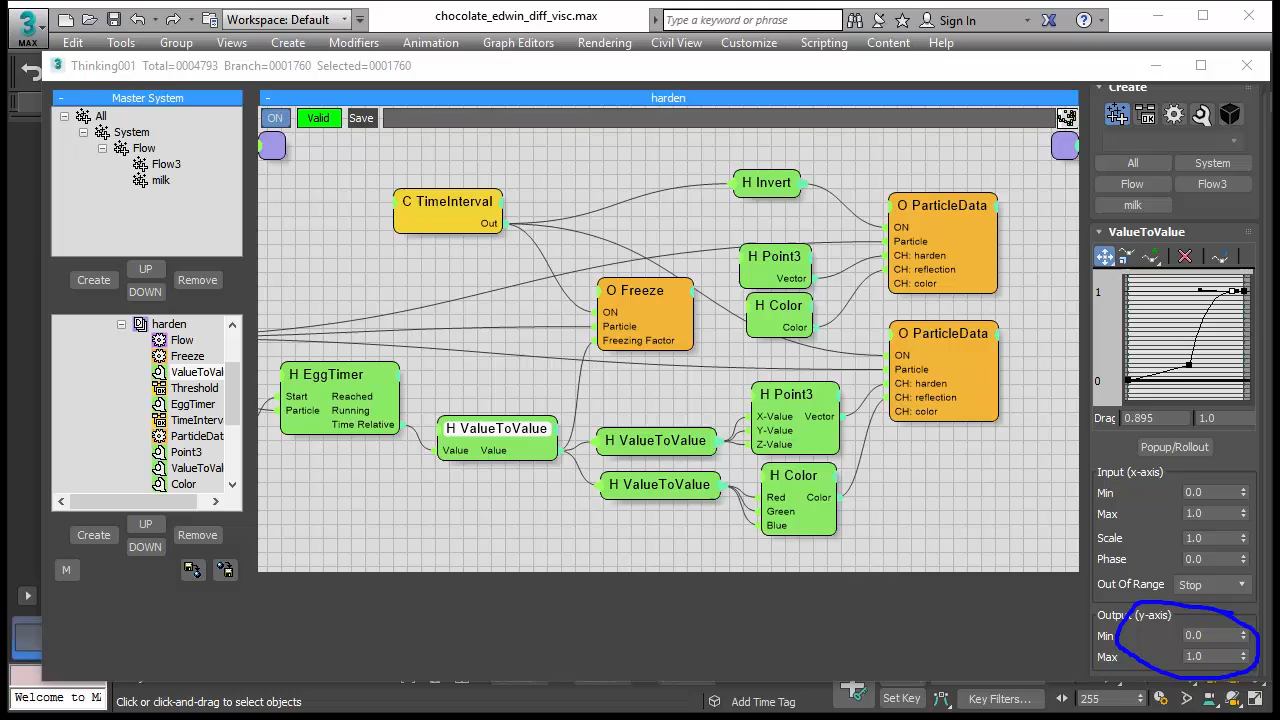 3 MAX Workspace: Default chocolate_edwin_diff_visc.max Type a keyword or phrase Sign In
Edit Tools Group Views Create Modifiers Animation Graph Editors Rendering Civil View Customize Scripting Content Help
3 Thinking001 Total=0004793 Branch=0001760 Selected=0001760
- Master System
All
System
Flow
Flow3
milk
Create UP DOWN Remove
harden
Flow
Freeze
ValueToVal
Threshold
EggTimer
TimeInterv
ParticleDat
Point3
ValueToVal
Color
Create UP DOWN Remove
M
- harden
ON Valid Save
C TimeInterval
Out
H Invert
O ParticleData
ON
Particle
CH: harden
CH: reflection
CH: color
H Point3
Vector
H Color
Color
O Freeze
ON
Particle
Freezing Factor
O ParticleData
ON
Particle
CH: harden
CH: reflection
CH: color
H EggTimer
Start Reached
Particle Running
Time Relative
H ValueToValue
Value Value
H ValueToValue
H ValueToValue
H Point3
X-Value Vector
Y-Value
Z-Value
H Color
Red Color
Green
Blue
Create
All System
Flow Flow3
milk
ValueToValue
1
0
Drag 0.895 1.0
Popup/Rollout
Input (x-axis)
Min 0.0
Max 1.0
Scale 1.0
Phase 0.0
Out Of Range Stop
Output (y-axis)
Min 0.0
Max 1.0
Welcome to MA
Click or click-and-drag to select objects
Add Time Tag
Set Key
Key Filters...
255